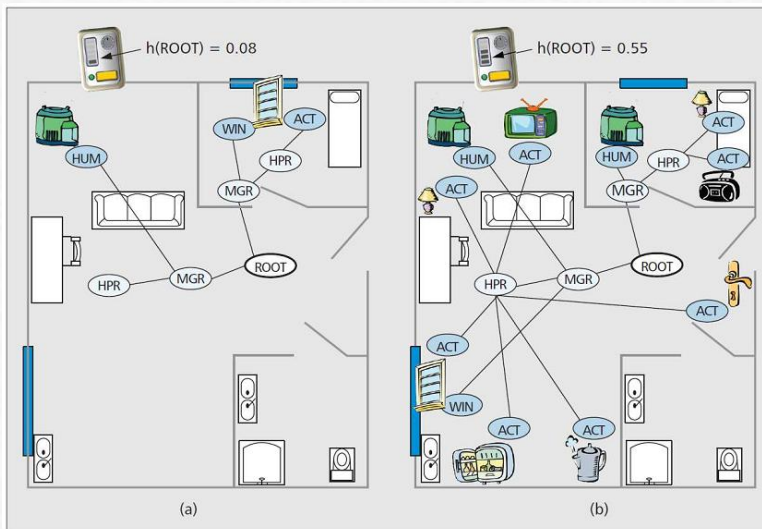 h(ROOT) = 0.08
WIN
ACT
HUM
HPR
MGR
ROOT
HPR
MGR
(a)
h(ROOT) = 0.55
ACT
HUM
ACT
HUM
HPR
ACT
ACT
MGR
ROOT
HPR
MGR
ACT
ACT
WIN
ACT
ACT
(b)